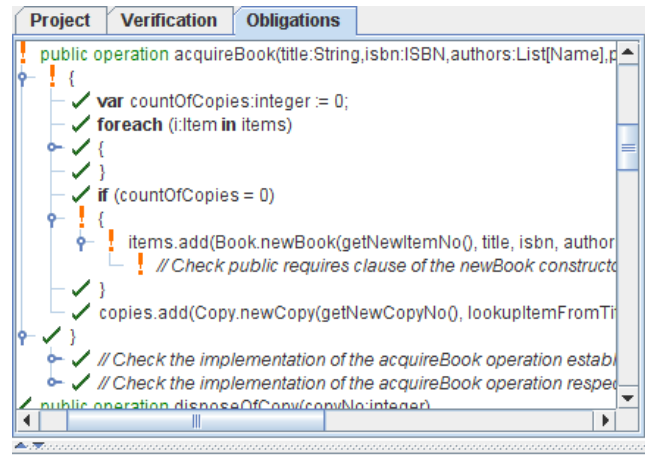 Project Verification Obligations
public operation acquireBook(title:String,isbn:ISBN,authors:List[Name],p
{
var countOfCopies:integer := 0;
foreach (i:Item in items)
{
}
if (countOfCopies = 0)
{
items.add(Book.newBook(getNewItemNo(), title, isbn, author
// Check public requires clause of the newBook constructo
}
copies.add(Copy.newCopy(getNewCopyNo(), lookupItemFromTi
}
// Check the implementation of the acquireBook operation establ
// Check the implementation of the acquireBook operation respec
public operation disposeOfCopy(copyNo:integer)